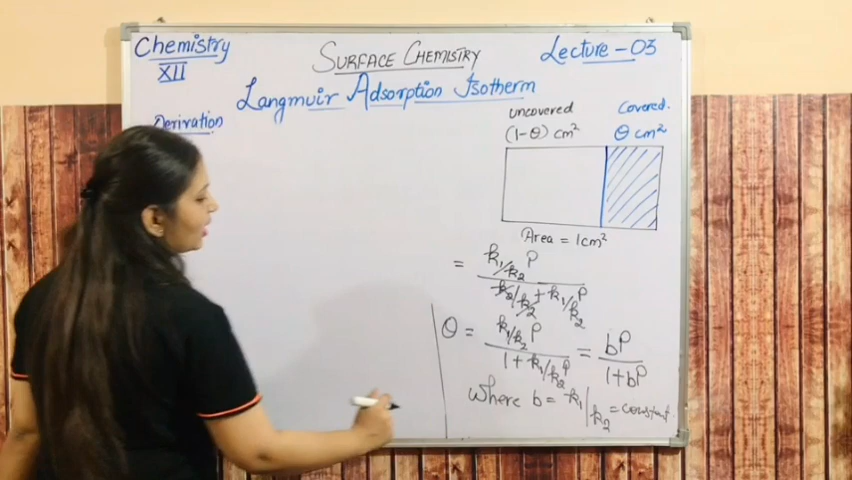 Chemistry
XII
SURFACE CHEMISTRY
Lecture - 03
Langmuir Adsorption Isotherm
Derivation
uncovered
Covered.
(1-θ) cm²
θ cm²
Area = 1cm²
= k₁/k₂ P / k₂/k₂ + k₁/k₂ P
θ = k₁/k₂ P / 1 + k₁/k₂ P = bP / 1+bP
where b = k₁/k₂ = constant.